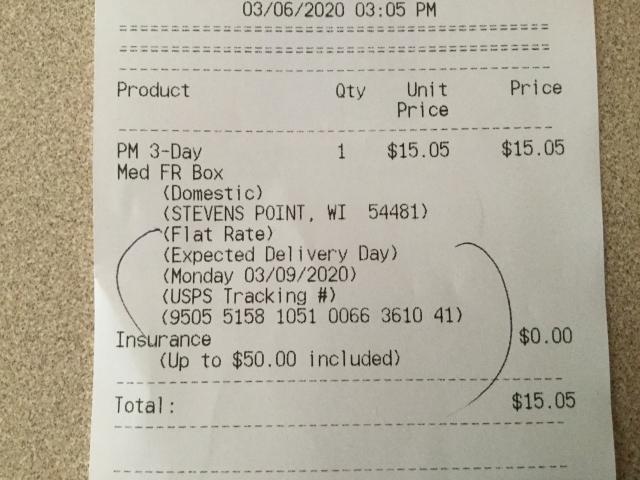 03/06/2020 03:05 PM
Product Qty Unit Price Price
PM 3-Day 1 $15.05 $15.05
Med FR Box
(Domestic)
(STEVENS POINT, WI 54481)
(Flat Rate)
(Expected Delivery Day)
(Monday 03/09/2020)
(USPS Tracking #)
(9505 5158 1051 0066 3610 41)
Insurance $0.00
(Up to $50.00 included)
Total: $15.05